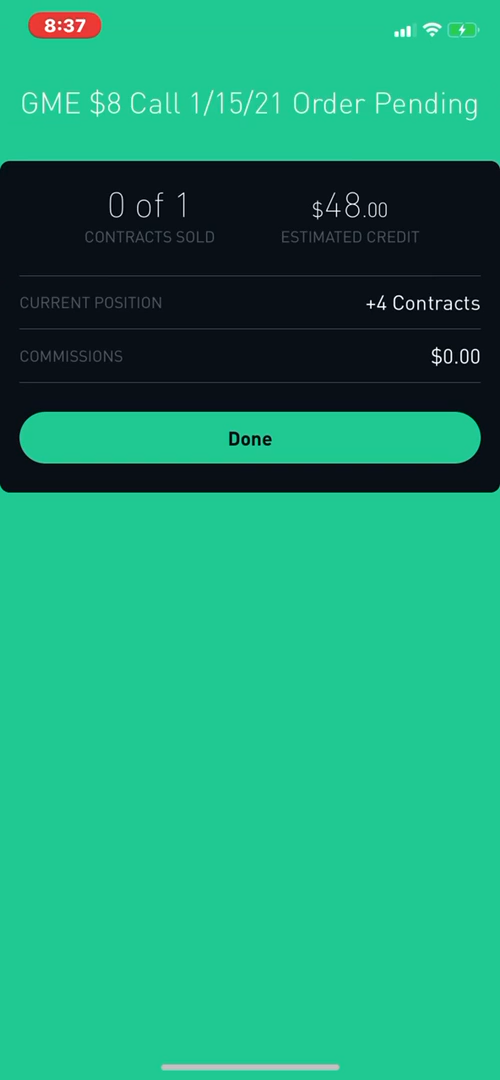 8:37
GME $8 Call 1/15/21 Order Pending
0 of 1
CONTRACTS SOLD
$48.00
ESTIMATED CREDIT
CURRENT POSITION
+4 Contracts
COMMISSIONS
$0.00
Done